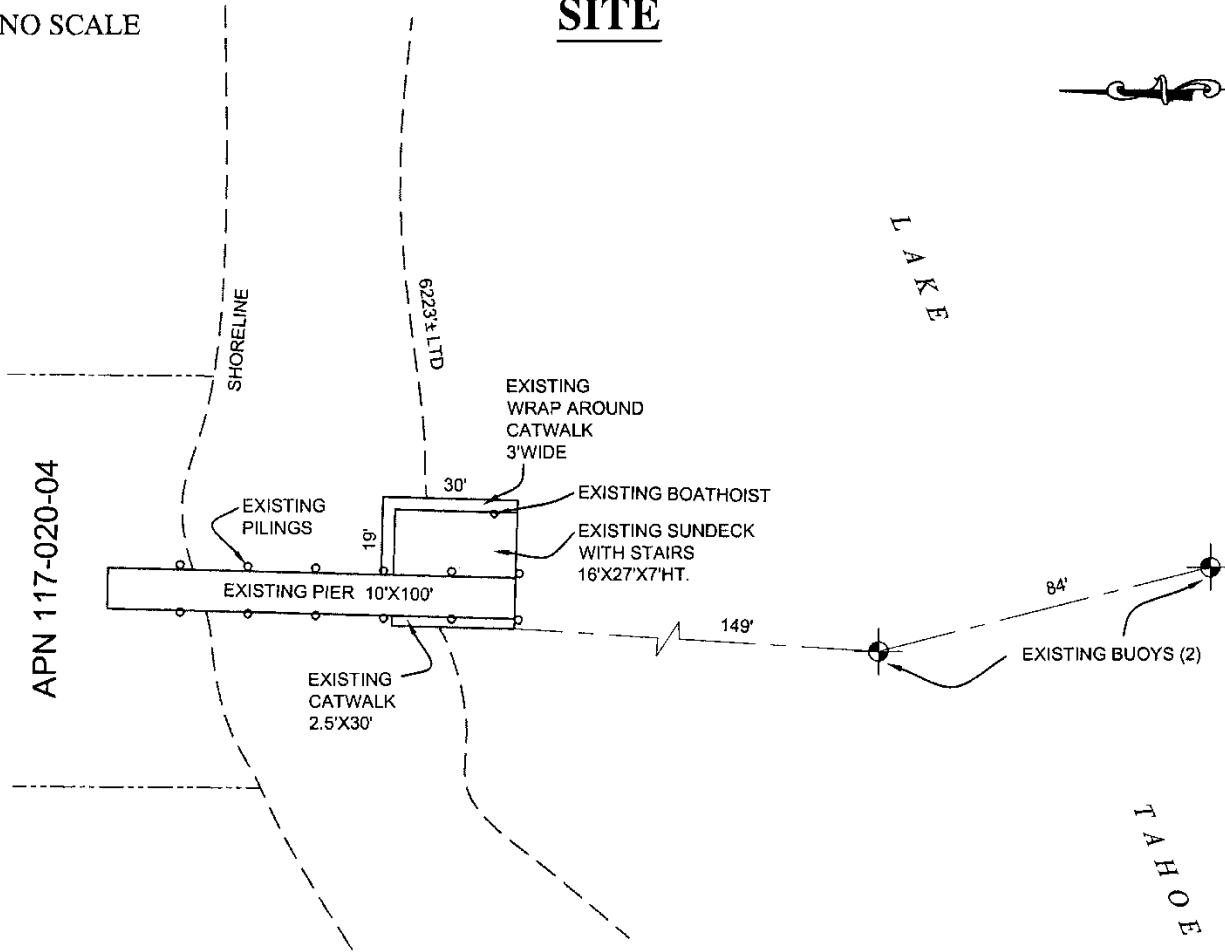 NO SCALE
SITE
LAKE
SHORELINE
6223'± LTD
EXISTING
WRAP AROUND
CATWALK
3'WIDE
30'
EXISTING BOATHOIST
19'
EXISTING
PILINGS
EXISTING SUNDECK
WITH STAIRS
16'X27'X7'HT.
APN 117-020-04
EXISTING PIER 10'X100'
84'
149'
EXISTING BUOYS (2)
EXISTING
CATWALK
2.5'X30'
TAHOE